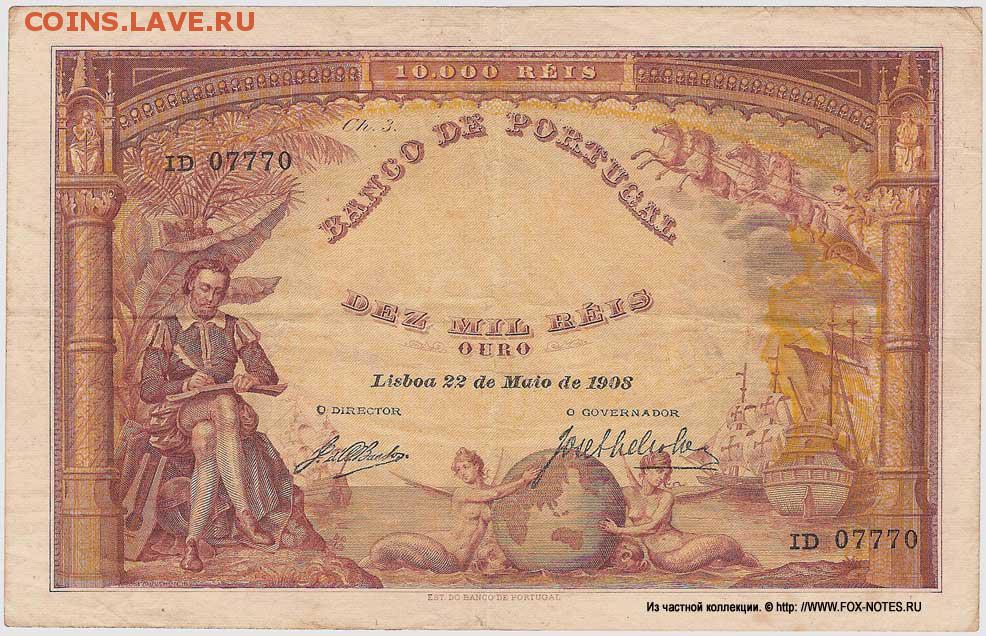 COINS.LAVE.RU
10.000 RÉIS
Ch. 3.
ID 07770
BANCO DE PORTUGAL
DEZ MIL RÉIS
OURO
Lisboa 22 de Maio de 1908
O DIRECTOR
O GOVERNADOR
ID 07770
EST. DO BANCO DE PORTUGAL
Из частной коллекции. © http: //WWW.FOX-NOTES.RU